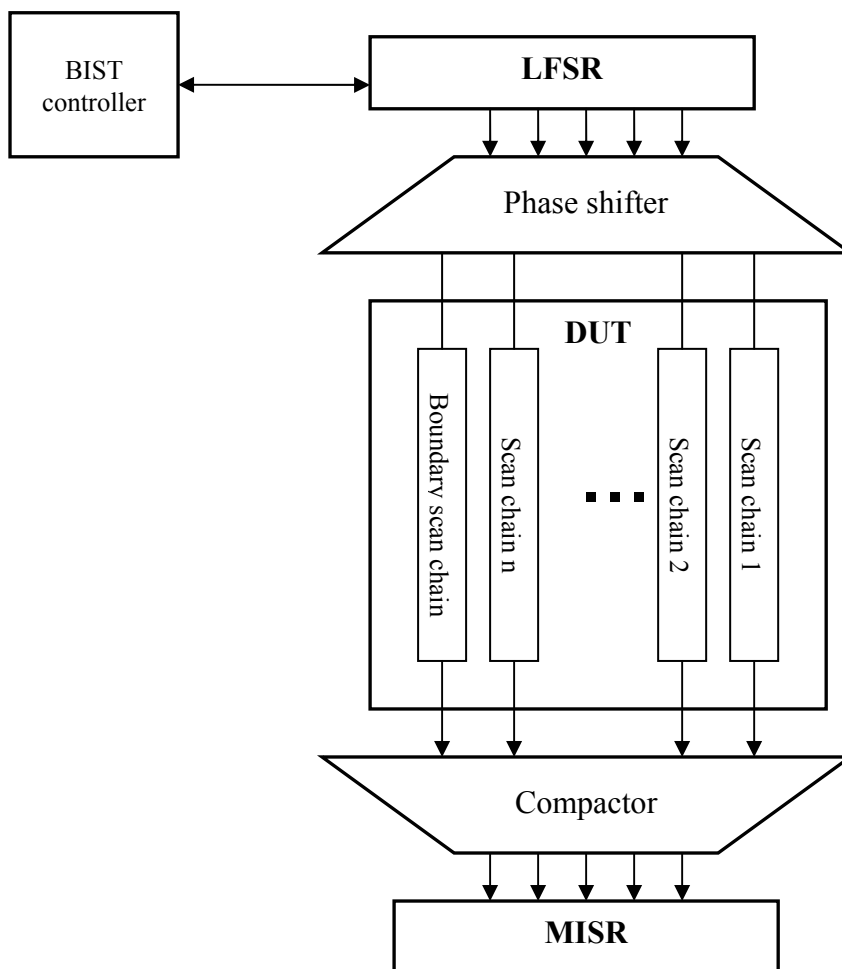 BIST
controller
LFSR
Phase shifter
DUT
Boundary scan chain
Scan chain n
Scan chain 2
Scan chain 1
Compactor
MISR